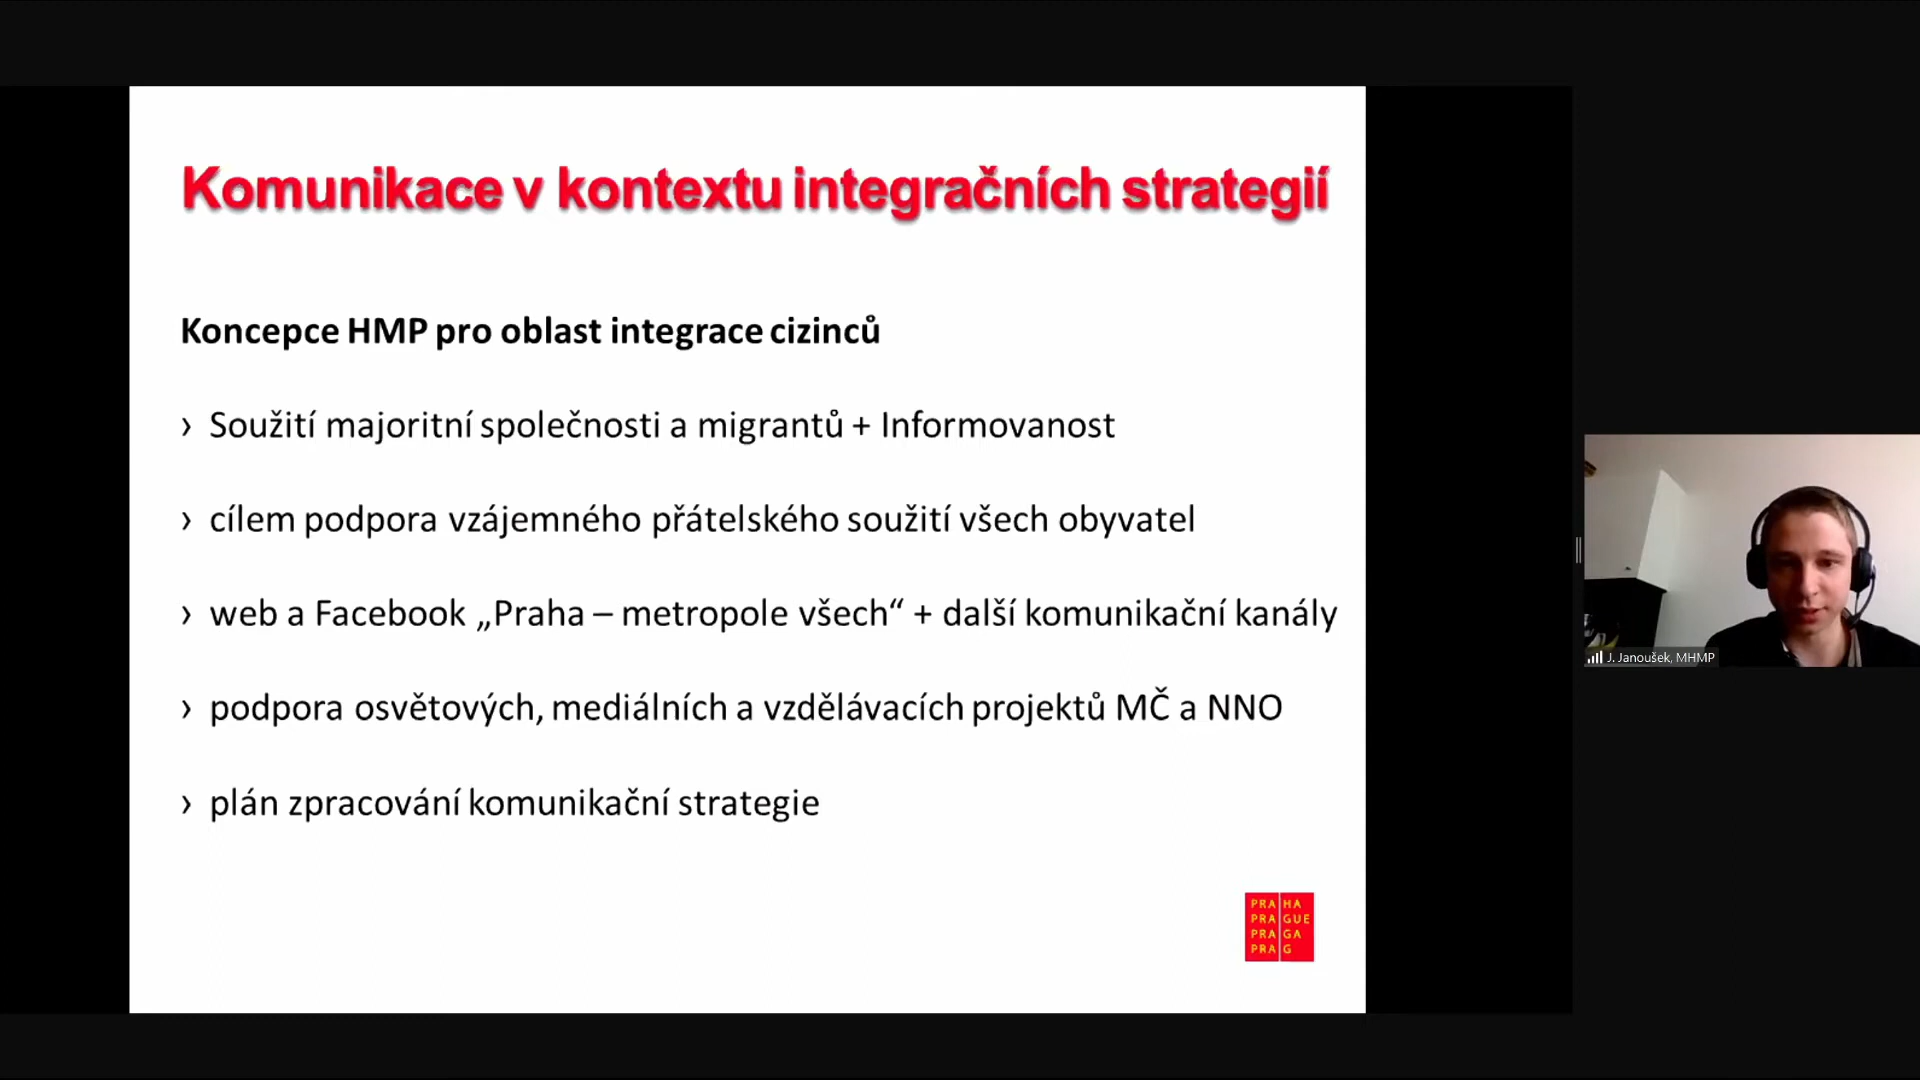 Komunikace v kontextu integračních strategií
Koncepce HMP pro oblast integrace cizinců
› Soužití majoritní společnosti a migrantů + Informovanost
› cílem podpora vzájemného přátelského soužití všech obyvatel
› web a Facebook „Praha – metropole všech“ + další komunikační kanály
› podpora osvětových, mediálních a vzdělávacích projektů MČ a NNO
› plán zpracování komunikační strategie
PRA HA
PRA GUE
PRA GA
PRA G
J. Janoušek, MHMP